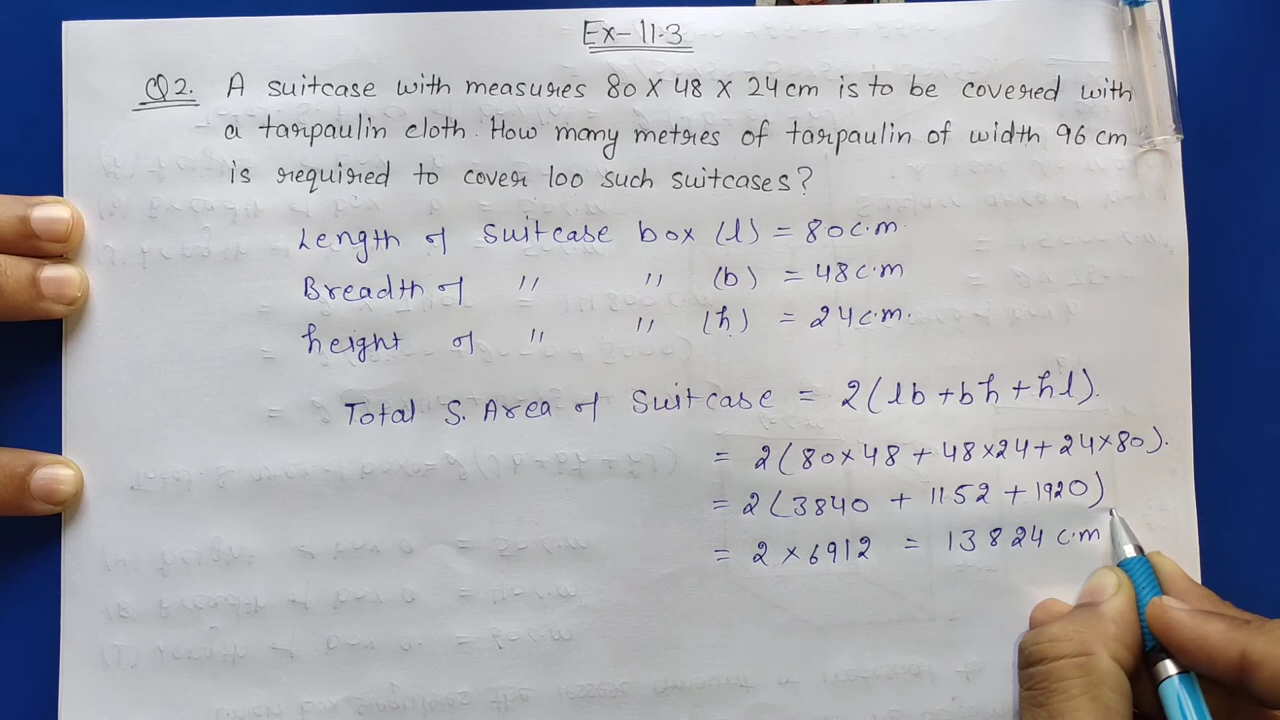 Ex-11.3
Q2. A suitcase with measures 80 X 48 X 24 cm is to be covered with
a tarpaulin cloth. How many metres of tarpaulin of width 96 cm
is required to cover 100 such suitcases?
Length of suitcase box (l) = 80 c.m.
Breadth of " " (b) = 48 c.m
height of " " (h) = 24 c.m.
Total S. Area of Suitcase = 2(lb + bh + hl).
= 2(80×48 + 48×24 + 24×80).
= 2(3840 + 1152 + 1920)
= 2 × 6912 = 13824 c.m